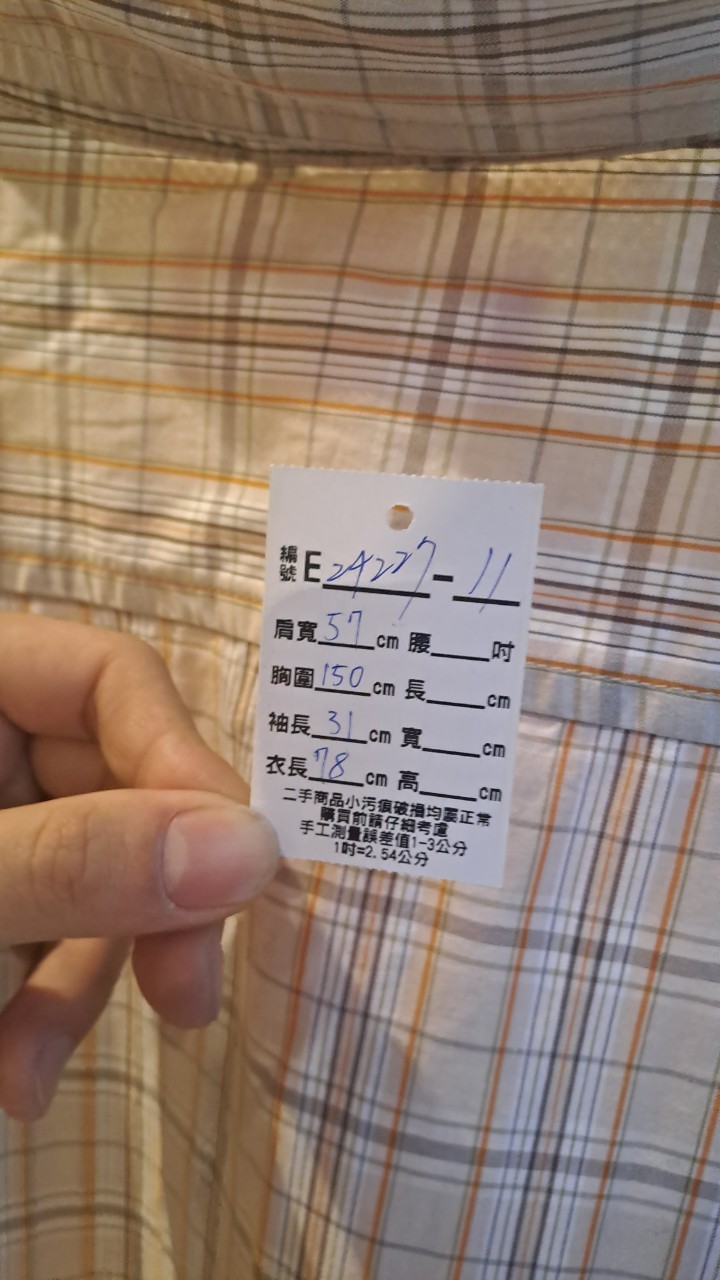 編號E24227-11
肩寬57cm 腰____吋
胸圍150cm 長____cm
袖長31cm 寬____cm
衣長78cm 高____cm
二手商品小汚痕破損均屬正常
購買前請仔細考慮
手工測量誤差值1-3公分
1吋=2.54公分